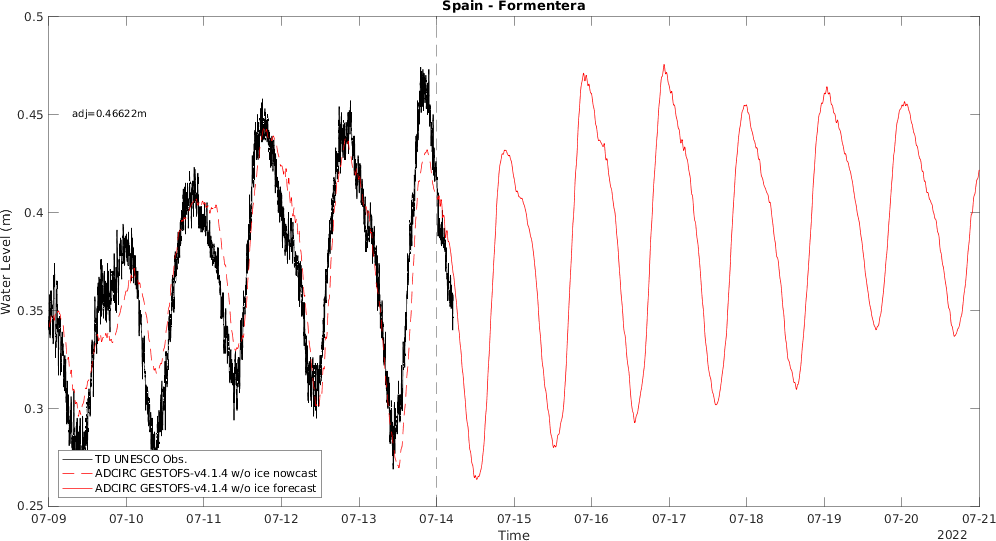 Spain - Formentera
0.5
0.45
0.4
0.35
0.3
0.25
Water Level (m)
adj=0.46622m
TD UNESCO Obs.
ADCIRC GESTOFS-v4.1.4 w/o ice nowcast
ADCIRC GESTOFS-v4.1.4 w/o ice forecast
07-09 07-10 07-11 07-12 07-13 07-14 07-15 07-16 07-17 07-18 07-19 07-20 07-21
Time
2022